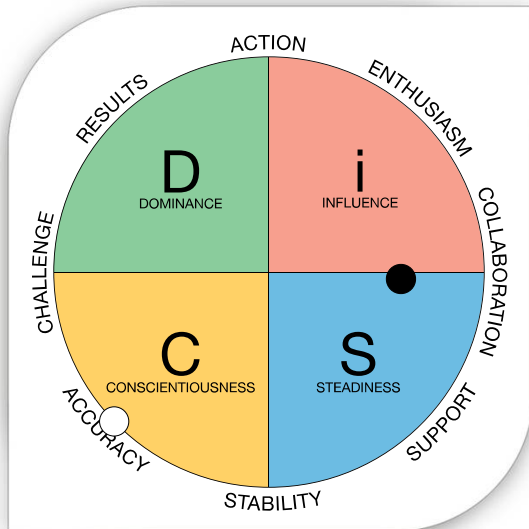 ACTION
RESULTS
ENTHUSIASM
D
DOMINANCE
i
INFLUENCE
CHALLENGE
COLLABORATION
C
CONSCIENTIOUSNESS
S
STEADINESS
ACCURACY
SUPPORT
STABILITY